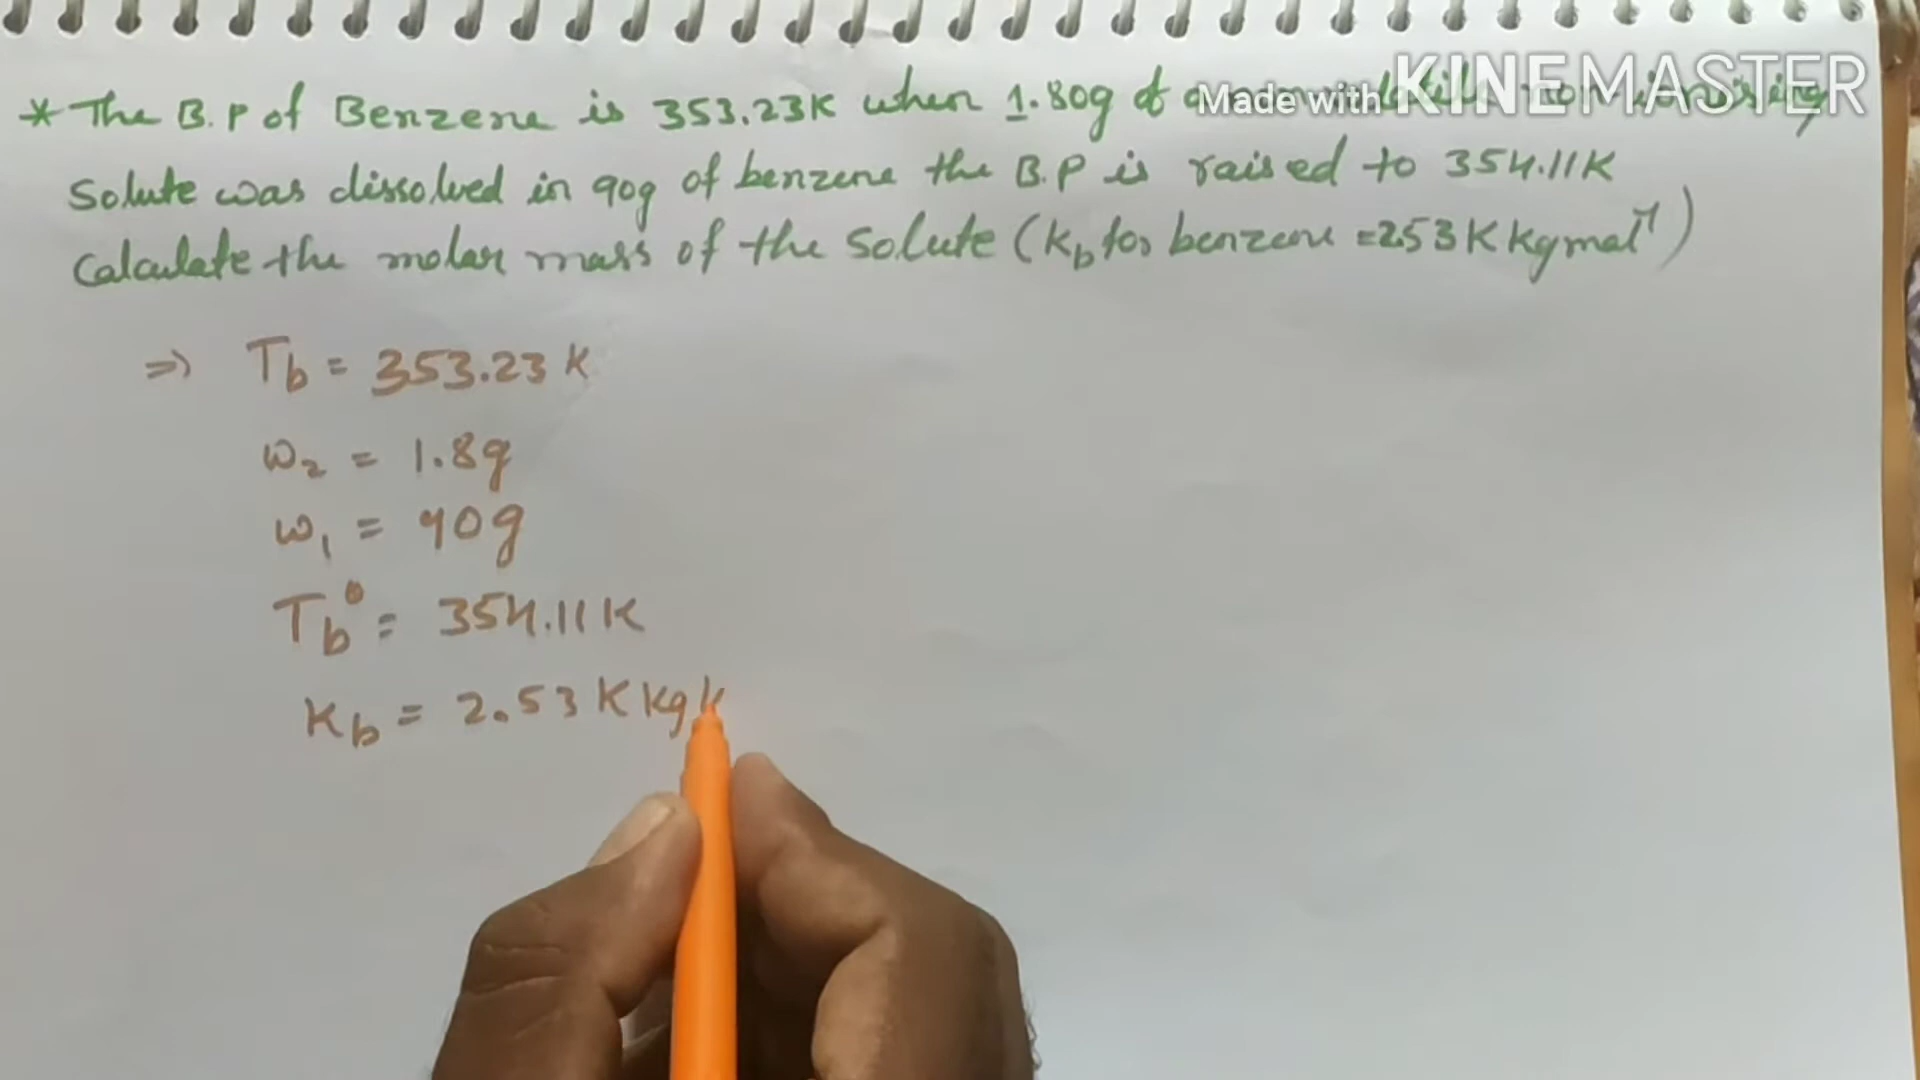 * The B.P of Benzene is 353.23K when 1.80g of
Made with KINEMASTER
Solute was dissolved in 90g of benzene the B.P is raised to 354.11K
Calculate the molar mass of the solute (Kb for benzene =2.53 K Kg mol⁻¹)
⇒ Tb = 353.23 K
w₂ = 1.8g
w₁ = 90g
Tb° = 354.11K
Kb = 2.53 K Kg